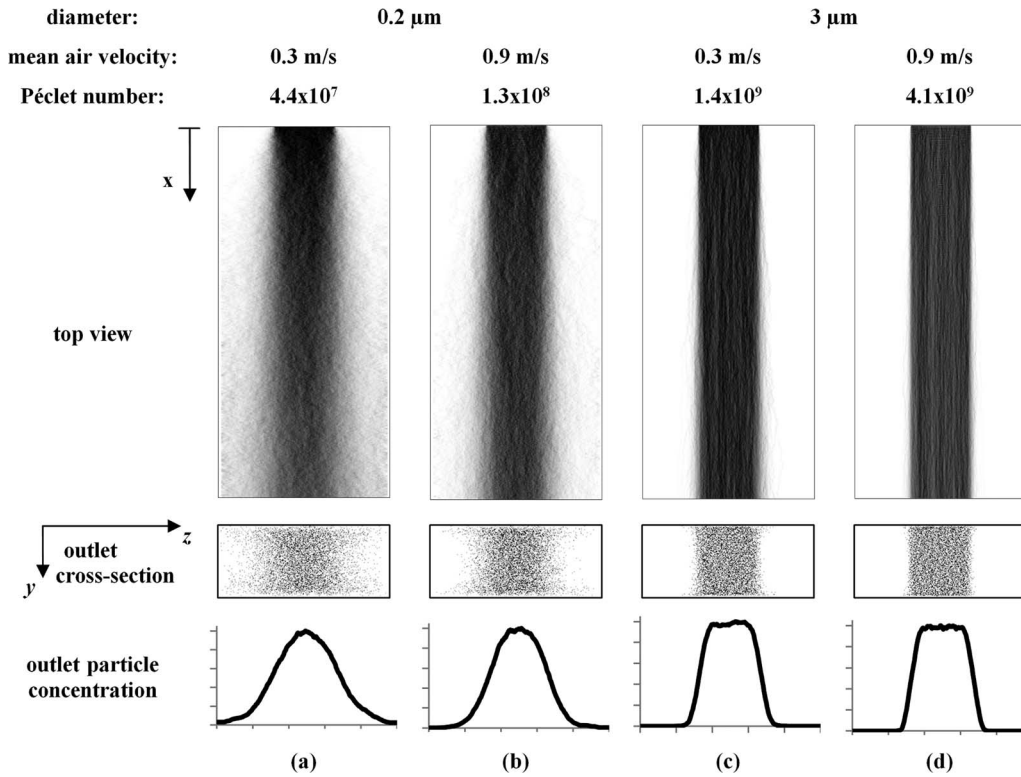 diameter: 0.2 µm 3 µm
mean air velocity: 0.3 m/s 0.9 m/s 0.3 m/s 0.9 m/s
Péclet number: 4.4x10⁷ 1.3x10⁸ 1.4x10⁹ 4.1x10⁹
x
top view
z
outlet
cross-section
y
outlet particle
concentration
(a) (b) (c) (d)